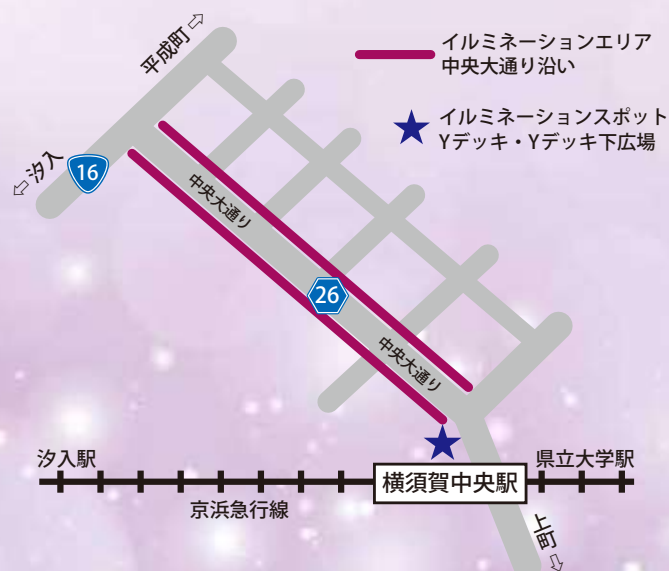 平成町
イルミネーションエリア
中央大通り沿い
イルミネーションスポット
Yデッキ・Yデッキ下広場
汐入
16
中央大通り
26
中央大通り
汐入駅
県立大学駅
横須賀中央駅
京浜急行線
上町